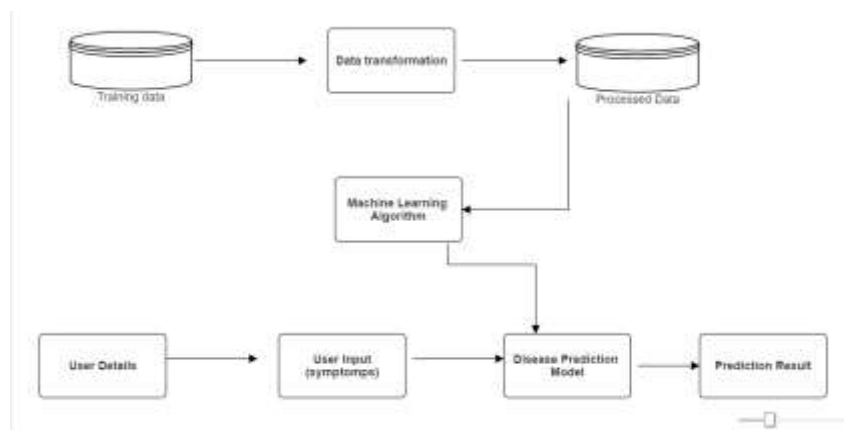 Data transformation
Training data
Processed Data
Machine Learning
Algorithm
User Details
User Input
(symptomps)
Disease Prediction
Model
Prediction Result